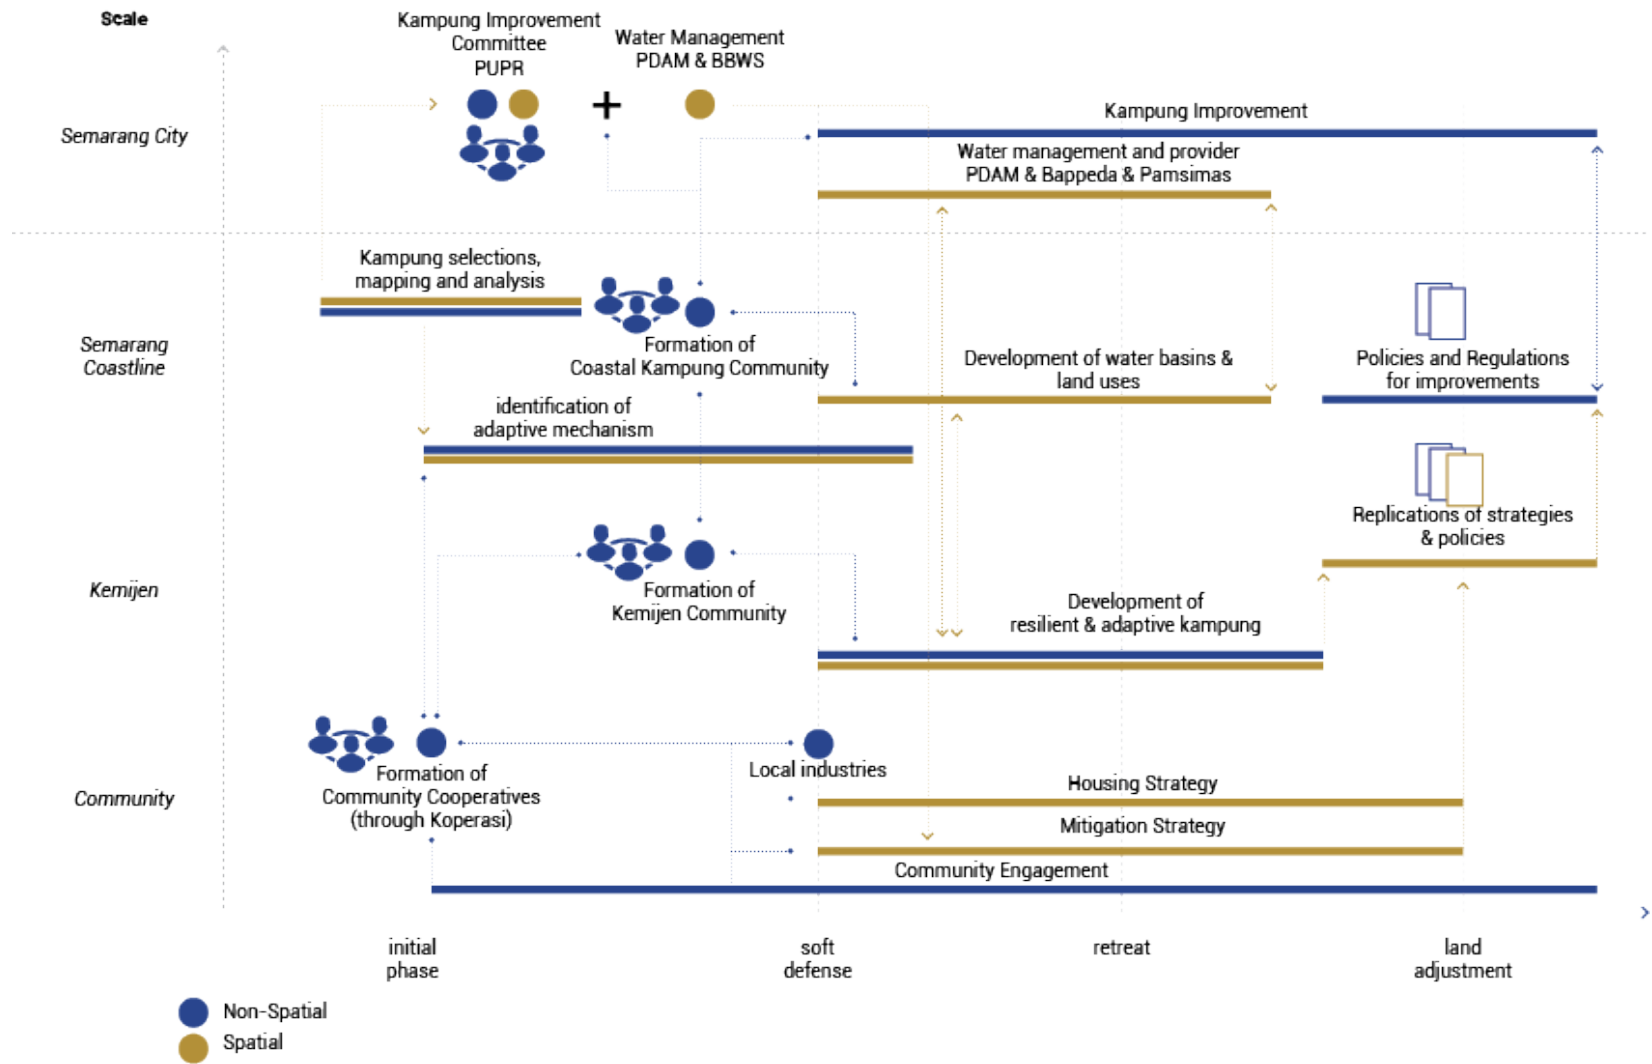 Scale
Kampung Improvement
Committee
PUPR
Water Management
PDAM & BBWS
Semarang City
Kampung Improvement
Water management and provider
PDAM & Bappeda & Pamsimas
Kampung selections,
mapping and analysis
Semarang
Coastline
Formation of
Coastal Kampung Community
Development of water basins &
land uses
Policies and Regulations
for improvements
identification of
adaptive mechanism
Replications of strategies
& policies
Kemijen
Formation of
Kemijen Community
Development of
resilient & adaptive kampung
Community
Formation of
Community Cooperatives
(through Koperasi)
Local industries
Housing Strategy
Mitigation Strategy
Community Engagement
initial
phase
soft
defense
retreat
land
adjustment
Non-Spatial
Spatial